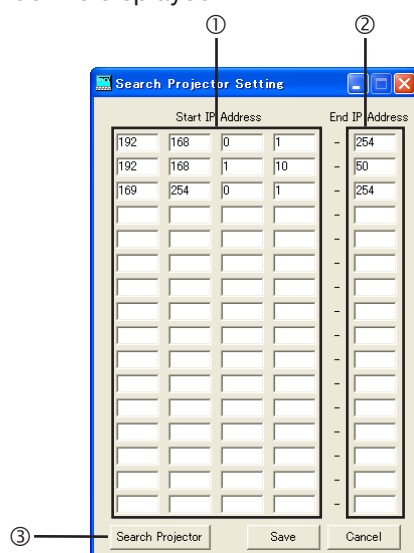 ① ②
Search Projector Setting
Start IP Address End IP Address
192 168 0 1 - 254
192 168 1 10 - 50
169 254 0 1 - 254
-
-
-
-
-
-
-
-
-
-
-
-
-
③ Search Projector Save Cancel